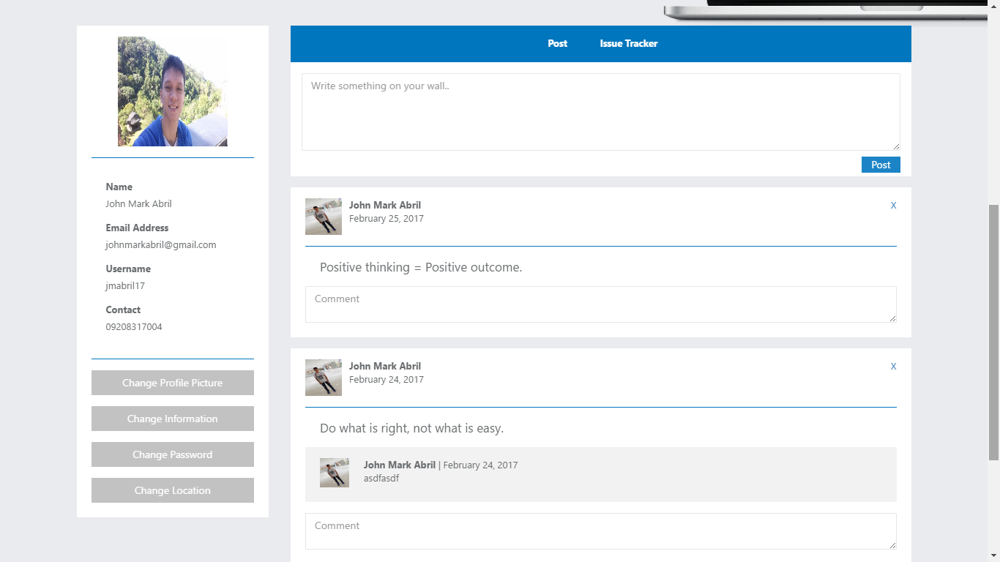 Name
John Mark Abril
Email Address
johnmarkabril@gmail.com
Username
jmabril17
Contact
09208317004
Change Profile Picture
Change Information
Change Password
Change Location
Post Issue Tracker
Write something on your wall..
Post
John Mark Abril X
February 25, 2017
Positive thinking = Positive outcome.
Comment
John Mark Abril X
February 24, 2017
Do what is right, not what is easy.
John Mark Abril | February 24, 2017
asdfasdf
Comment